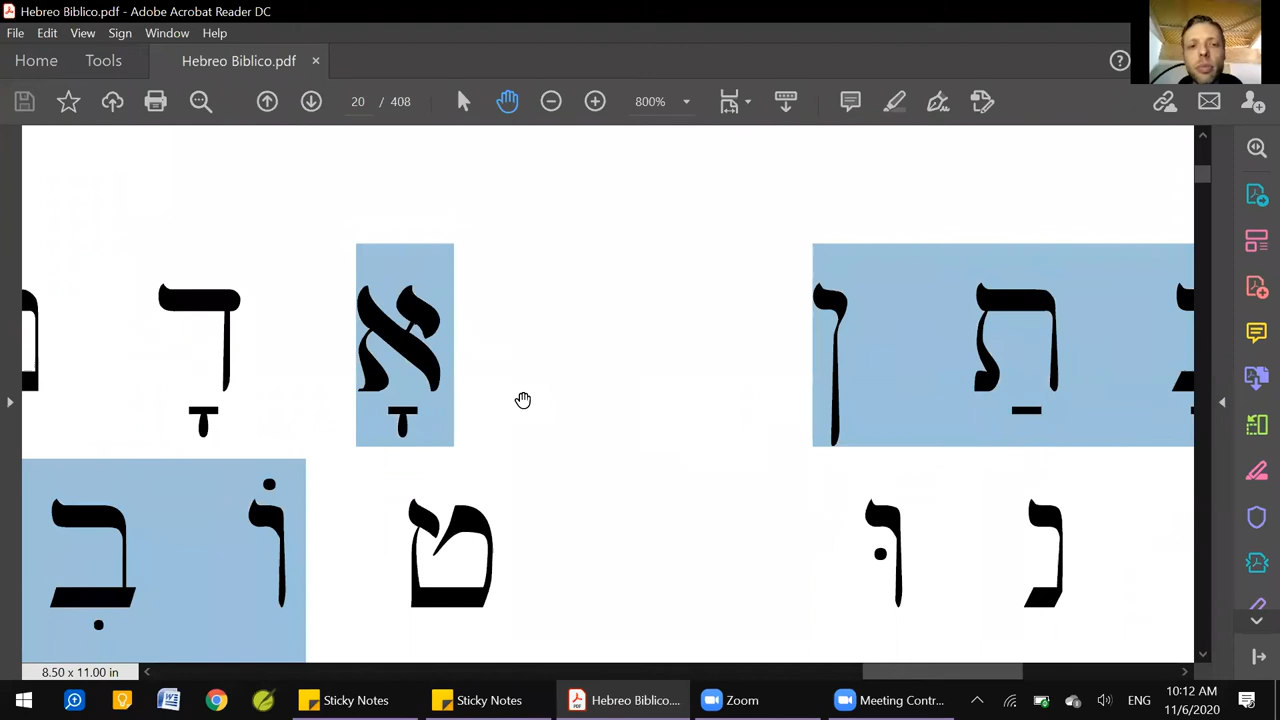 Hebreo Biblico.pdf - Adobe Acrobat Reader DC
File Edit View Sign Window Help
Home Tools Hebreo Biblico.pdf ×
20 / 408 800%
תַ ן אָ דָ
נ וּ ט וֹ בִ
8.50 x 11.00 in
Sticky Notes Sticky Notes Hebreo Biblico.... Zoom Meeting Contr... ENG 10:12 AM
11/6/2020